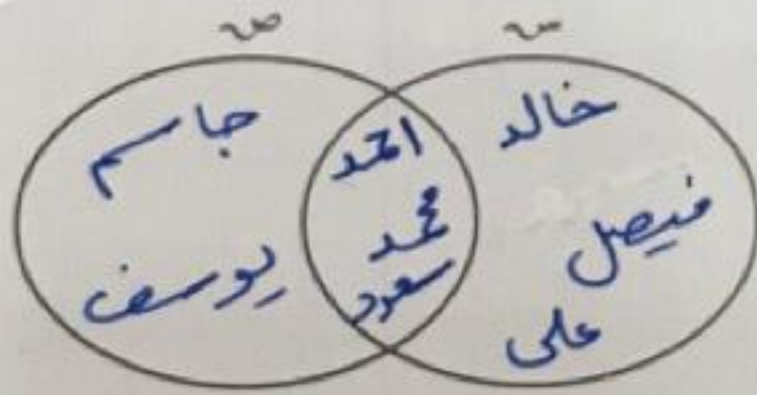 س
ص
خالد
فيصل
علي
احمد
محمد
سعود
جاسم
يوسف